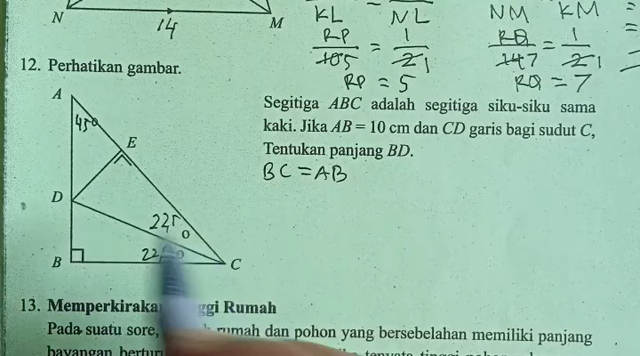 N 14 M
KL NL NM KM =
RP/105 = 1/21 RQ/147 = 1/21
RP = 5 RQ = 7
12. Perhatikan gambar.
A
45°
E
D
22,5°
B C
Segitiga ABC adalah segitiga siku-siku sama
kaki. Jika AB = 10 cm dan CD garis bagi sudut C,
Tentukan panjang BD.
BC = AB
13. Memperkiraka ggi Rumah
Pada suatu sore, rumah dan pohon yang bersebelahan memiliki panjang
bayangan